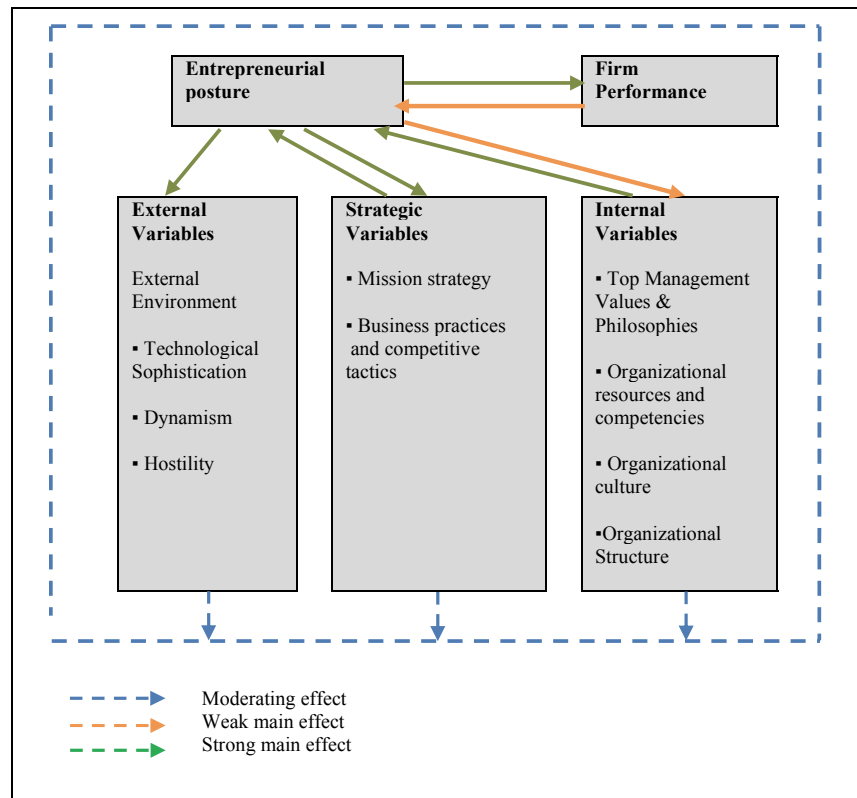 Entrepreneurial
posture
Firm
Performance
External
Variables
External
Environment
▪ Technological
Sophistication
▪ Dynamism
▪ Hostility
Strategic
Variables
▪ Mission strategy
▪ Business practices
and competitive
tactics
Internal
Variables
▪ Top Management
Values &
Philosophies
▪ Organizational
resources and
competencies
▪ Organizational
culture
▪Organizational
Structure
Moderating effect
Weak main effect
Strong main effect